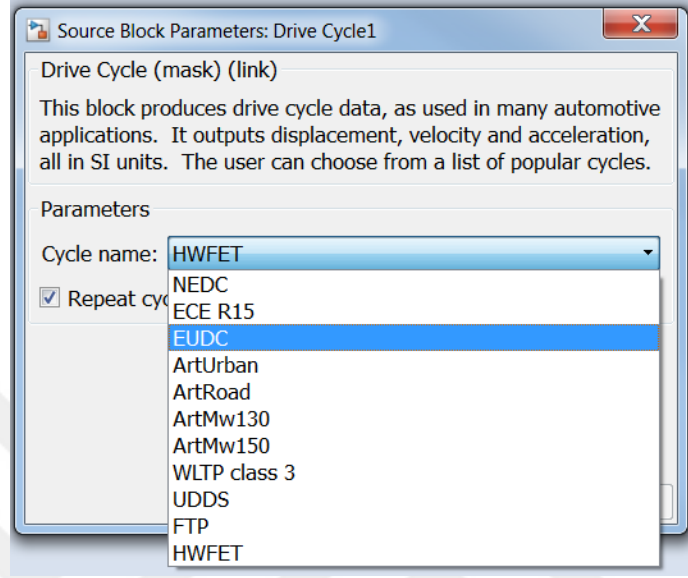 Source Block Parameters: Drive Cycle1
Drive Cycle (mask) (link)
This block produces drive cycle data, as used in many automotive
applications.  It outputs displacement, velocity and acceleration,
all in SI units.  The user can choose from a list of popular cycles.
Parameters
Cycle name: HWFET
Repeat cyc
NEDC
ECE R15
EUDC
ArtUrban
ArtRoad
ArtMw130
ArtMw150
WLTP class 3
UDDS
FTP
HWFET